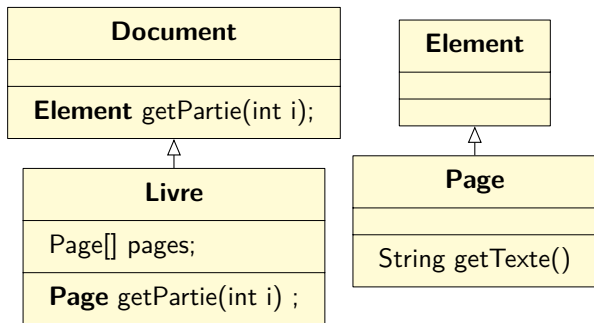 Document
Element getPartie(int i);
Livre
Page[] pages;
Page getPartie(int i) ;
Element
Page
String getTexte()